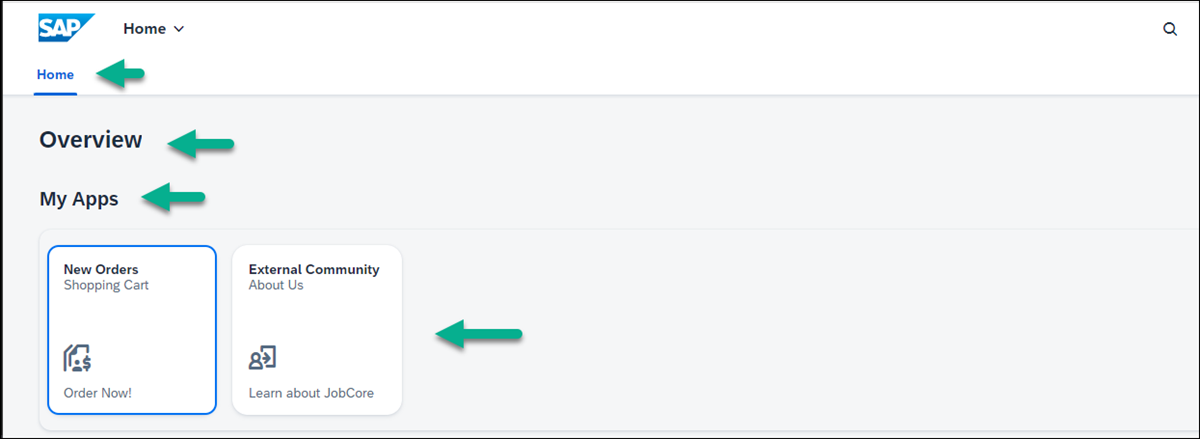 SAP Home
Home
Overview
My Apps
New Orders
Shopping Cart
Order Now!
External Community
About Us
Learn about JobCore